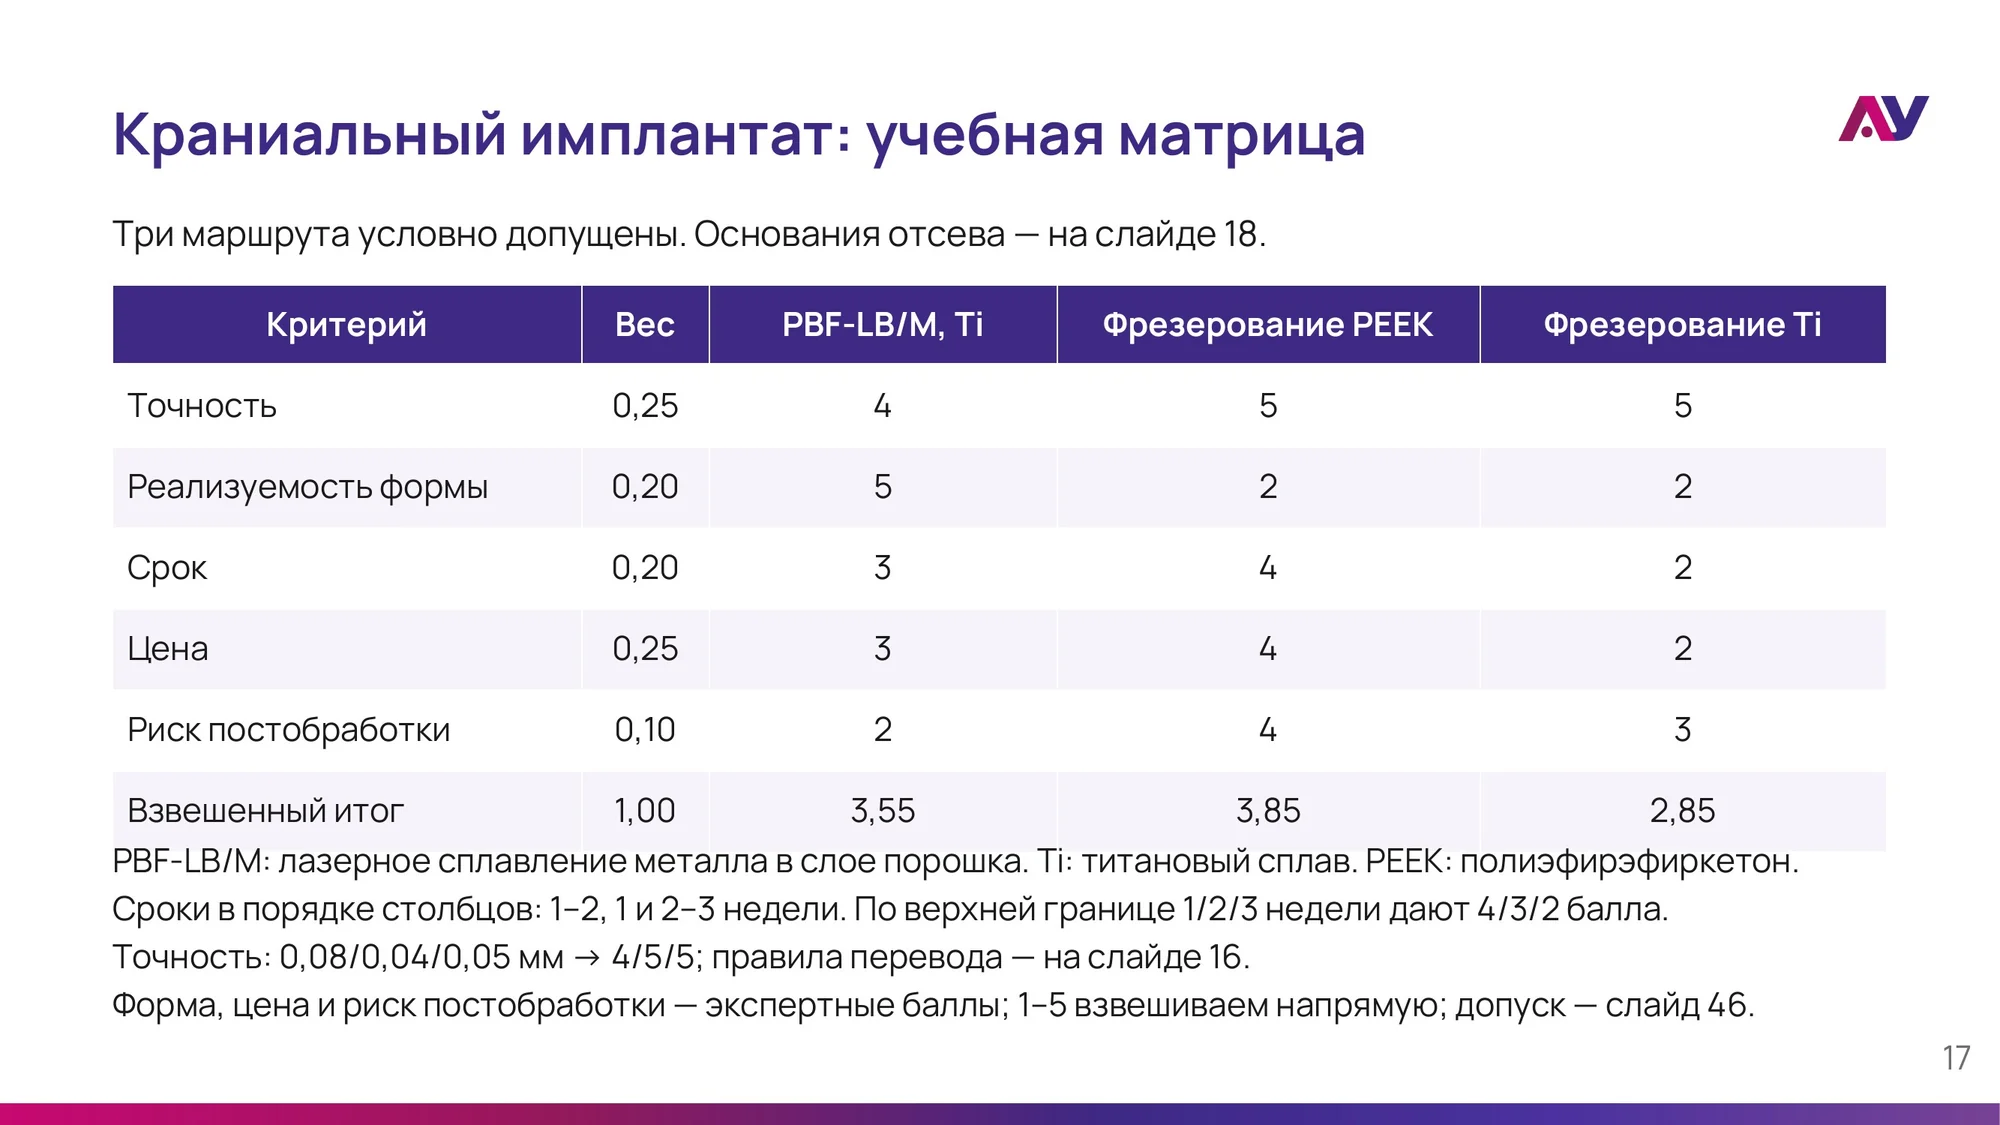 Краниальный имплантат: учебная матрица
АУ
Три маршрута условно допущены. Основания отсева — на слайде 18.
Критерий Вес PBF-LB/M, Ti Фрезерование PEEK Фрезерование Ti
Точность 0,25 4 5 5
Реализуемость формы 0,20 5 2 2
Срок 0,20 3 4 2
Цена 0,25 3 4 2
Риск постобработки 0,10 2 4 3
Взвешенный итог 1,00 3,55 3,85 2,85
PBF-LB/M: лазерное сплавление металла в слое порошка. Ti: титановый сплав. PEEK: полиэфирэфиркетон.
Сроки в порядке столбцов: 1–2, 1 и 2–3 недели. По верхней границе 1/2/3 недели дают 4/3/2 балла.
Точность: 0,08/0,04/0,05 мм → 4/5/5; правила перевода — на слайде 16.
Форма, цена и риск постобработки — экспертные баллы; 1–5 взвешиваем напрямую; допуск — слайд 46.
17